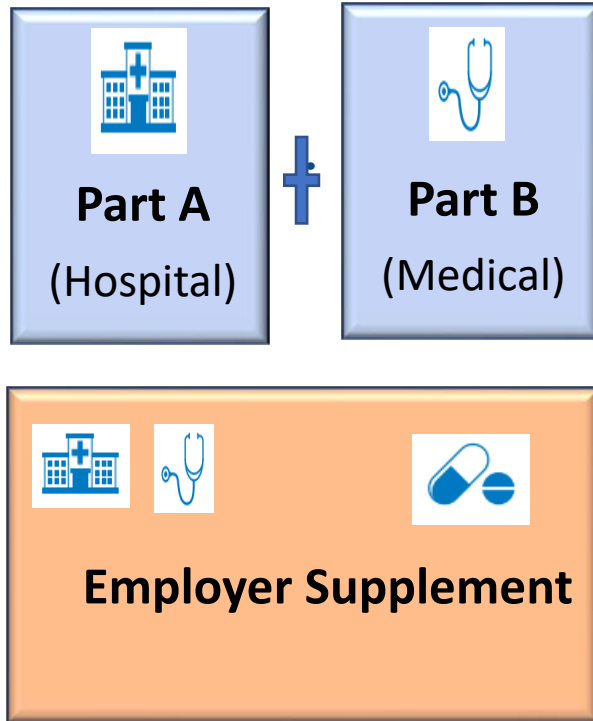 Part A
(Hospital)
Part B
(Medical)
Employer Supplement